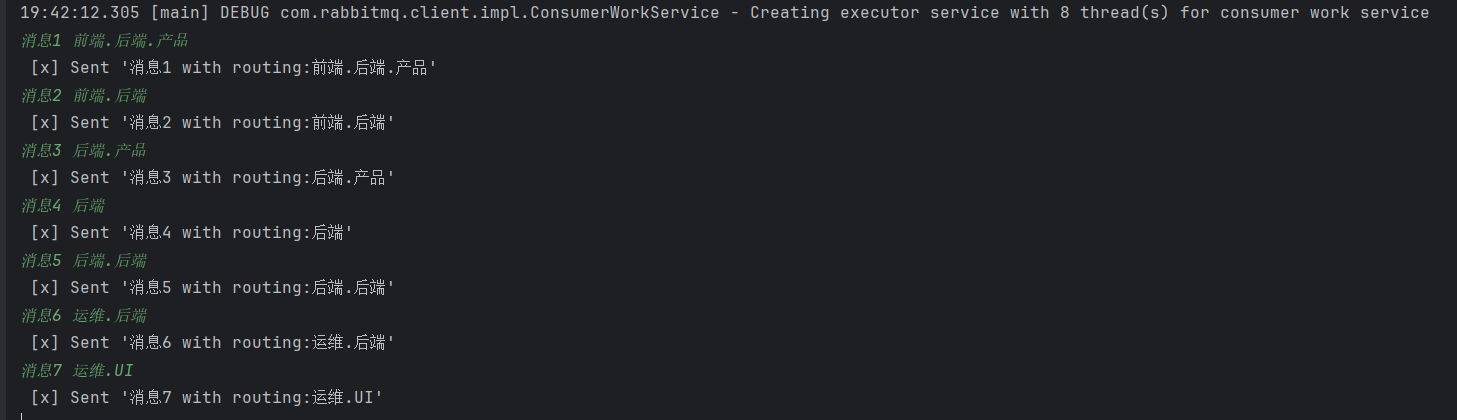 19:42:12.305 [main] DEBUG com.rabbitmq.client.impl.ConsumerWorkService - Creating executor service with 8 thread(s) for consumer work service
消息1 前端.后端.产品
[x] Sent '消息1 with routing:前端.后端.产品'
消息2 前端.后端
[x] Sent '消息2 with routing:前端.后端'
消息3 后端.产品
[x] Sent '消息3 with routing:后端.产品'
消息4 后端
[x] Sent '消息4 with routing:后端'
消息5 后端.后端
[x] Sent '消息5 with routing:后端.后端'
消息6 运维.后端
[x] Sent '消息6 with routing:运维.后端'
消息7 运维.UI
[x] Sent '消息7 with routing:运维.UI'